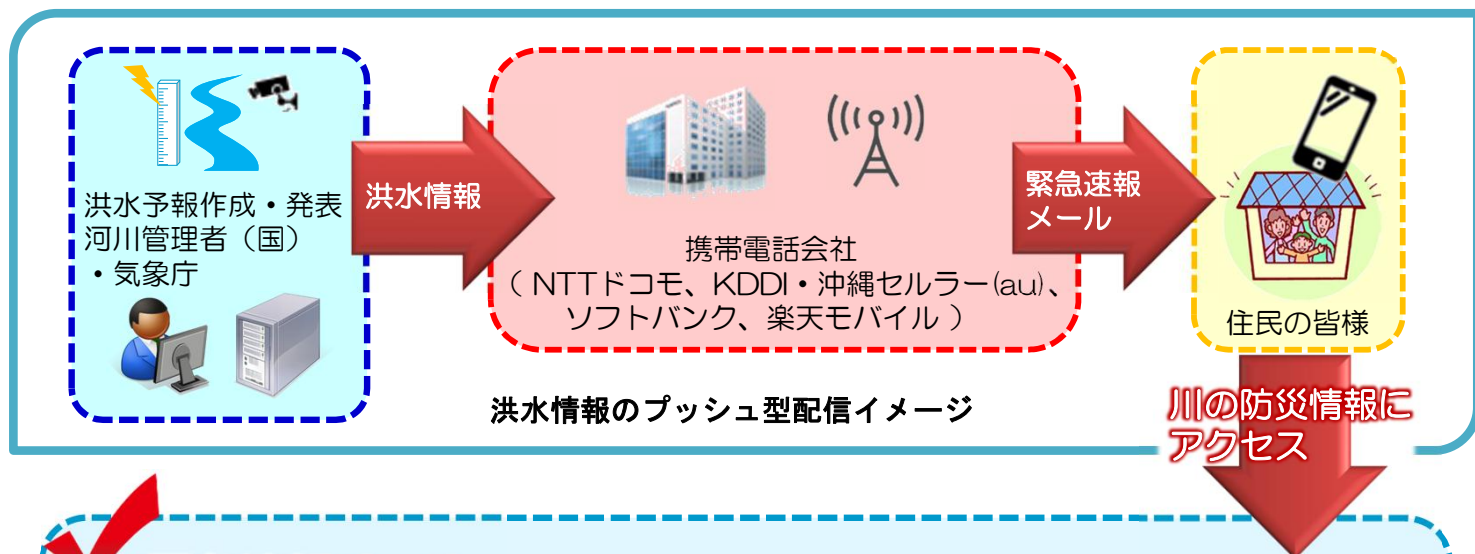 洪水予報作成・発表
河川管理者（国）
・気象庁
洪水情報
携帯電話会社
（ NTTドコモ、KDDI・沖縄セルラー(au)、
ソフトバンク、楽天モバイル ）
緊急速報
メール
住民の皆様
洪水情報のプッシュ型配信イメージ
川の防災情報に
アクセス